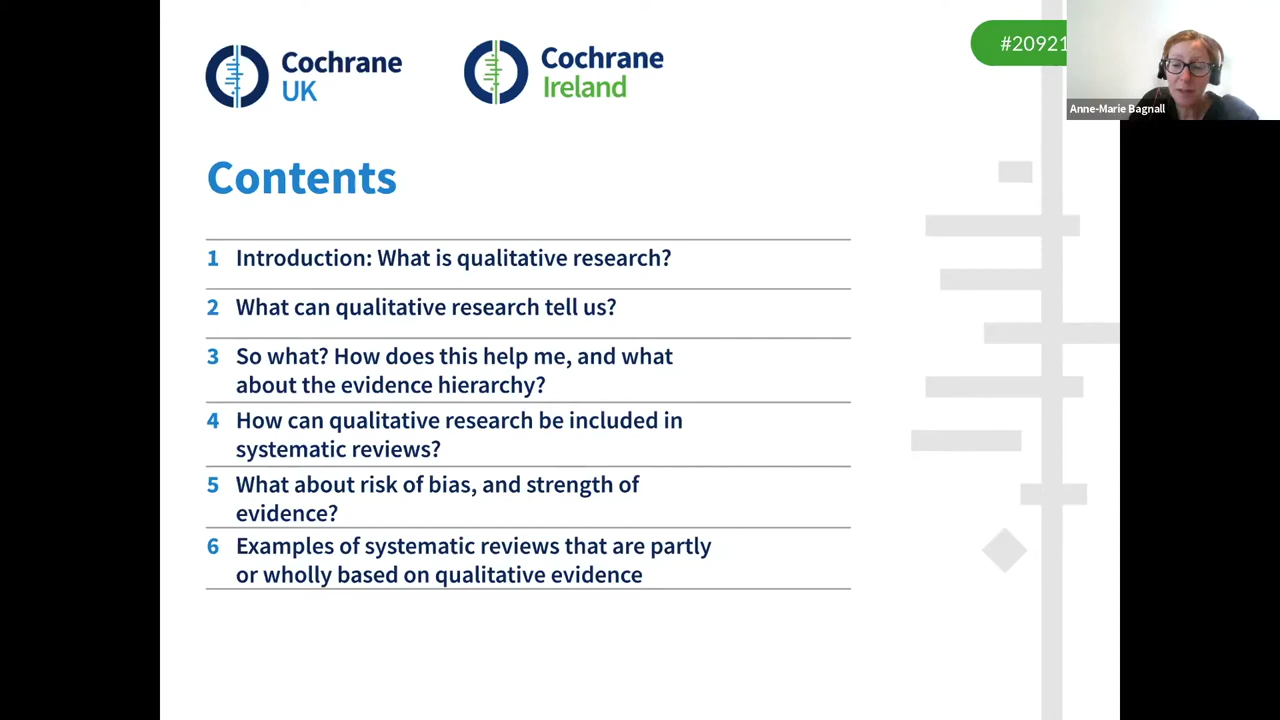 Cochrane
UK
Cochrane
Ireland
#20921
Anne-Marie Bagnall
Contents
1 Introduction: What is qualitative research?
2 What can qualitative research tell us?
3 So what? How does this help me, and what
about the evidence hierarchy?
4 How can qualitative research be included in
systematic reviews?
5 What about risk of bias, and strength of
evidence?
6 Examples of systematic reviews that are partly
or wholly based on qualitative evidence